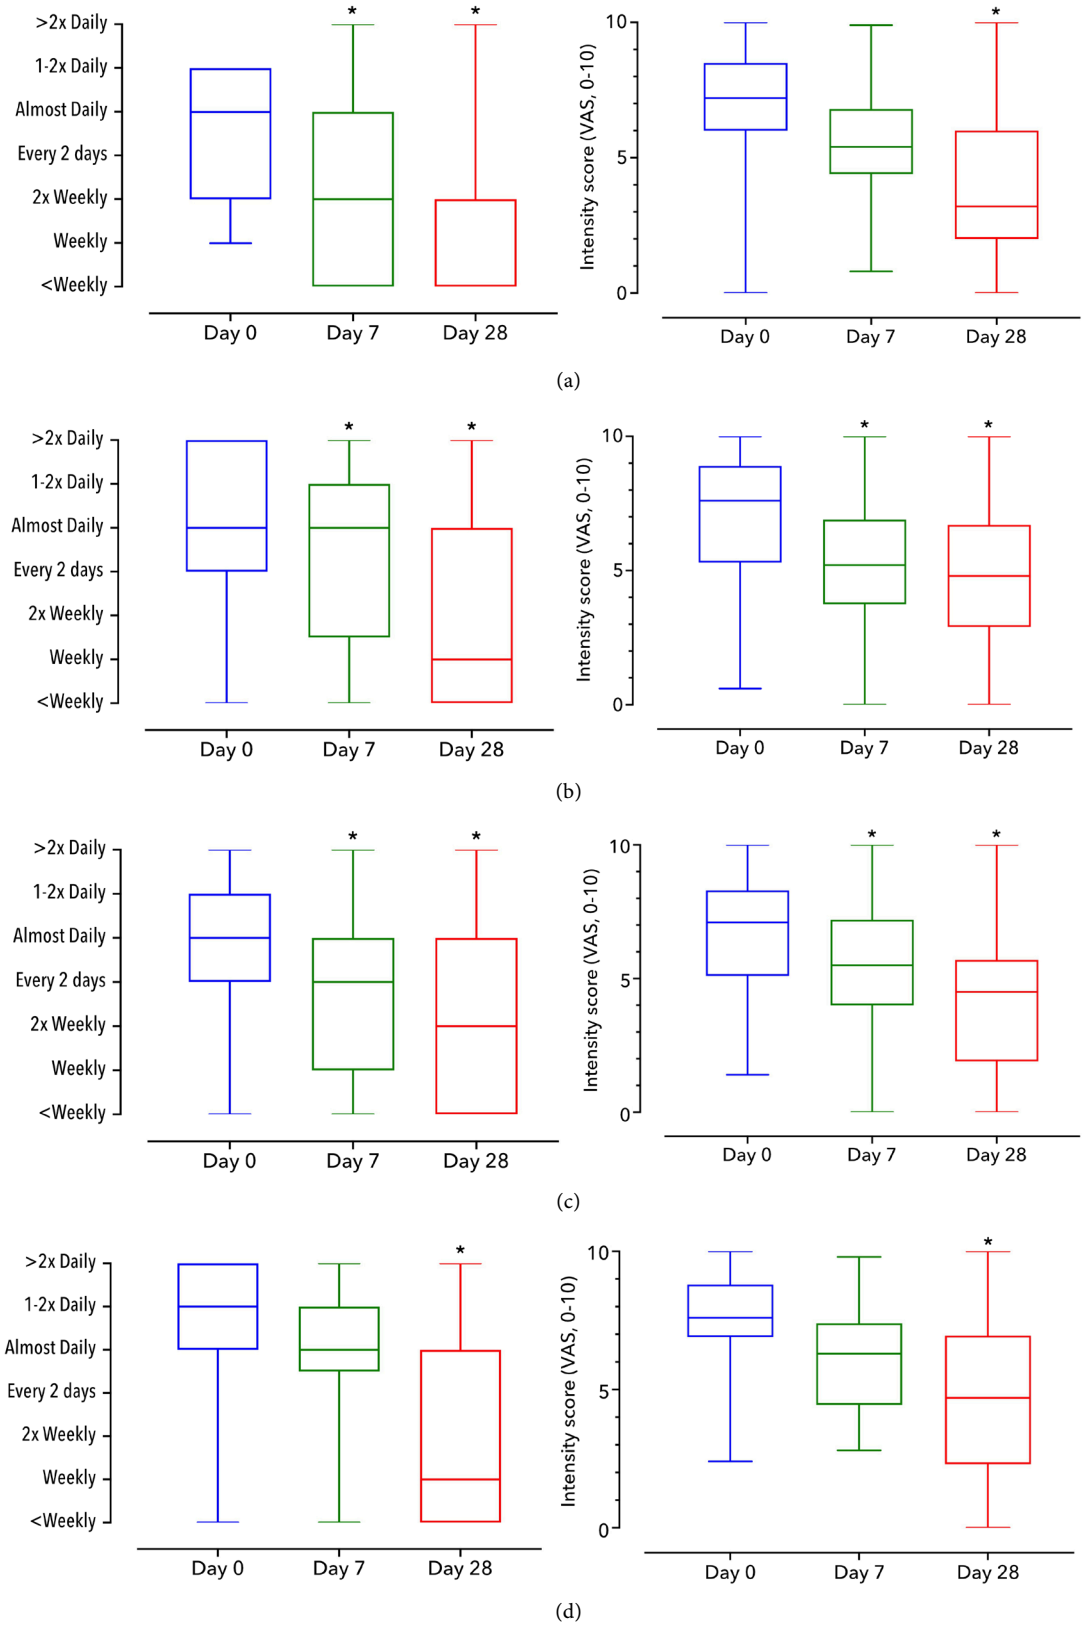 >2x Daily
1-2x Daily
Almost Daily
Every 2 days
2x Weekly
Weekly
<Weekly
* *
Day 0 Day 7 Day 28
Intensity score (VAS, 0-10)
10
5
0
*
Day 0 Day 7 Day 28
(a)
>2x Daily
1-2x Daily
Almost Daily
Every 2 days
2x Weekly
Weekly
<Weekly
* *
Day 0 Day 7 Day 28
Intensity score (VAS, 0-10)
10
5
0
* *
Day 0 Day 7 Day 28
(b)
>2x Daily
1-2x Daily
Almost Daily
Every 2 days
2x Weekly
Weekly
<Weekly
* *
Day 0 Day 7 Day 28
Intensity score (VAS, 0-10)
10
5
0
* *
Day 0 Day 7 Day 28
(c)
>2x Daily
1-2x Daily
Almost Daily
Every 2 days
2x Weekly
Weekly
<Weekly
*
Day 0 Day 7 Day 28
Intensity score (VAS, 0-10)
10
5
0
*
Day 0 Day 7 Day 28
(d)